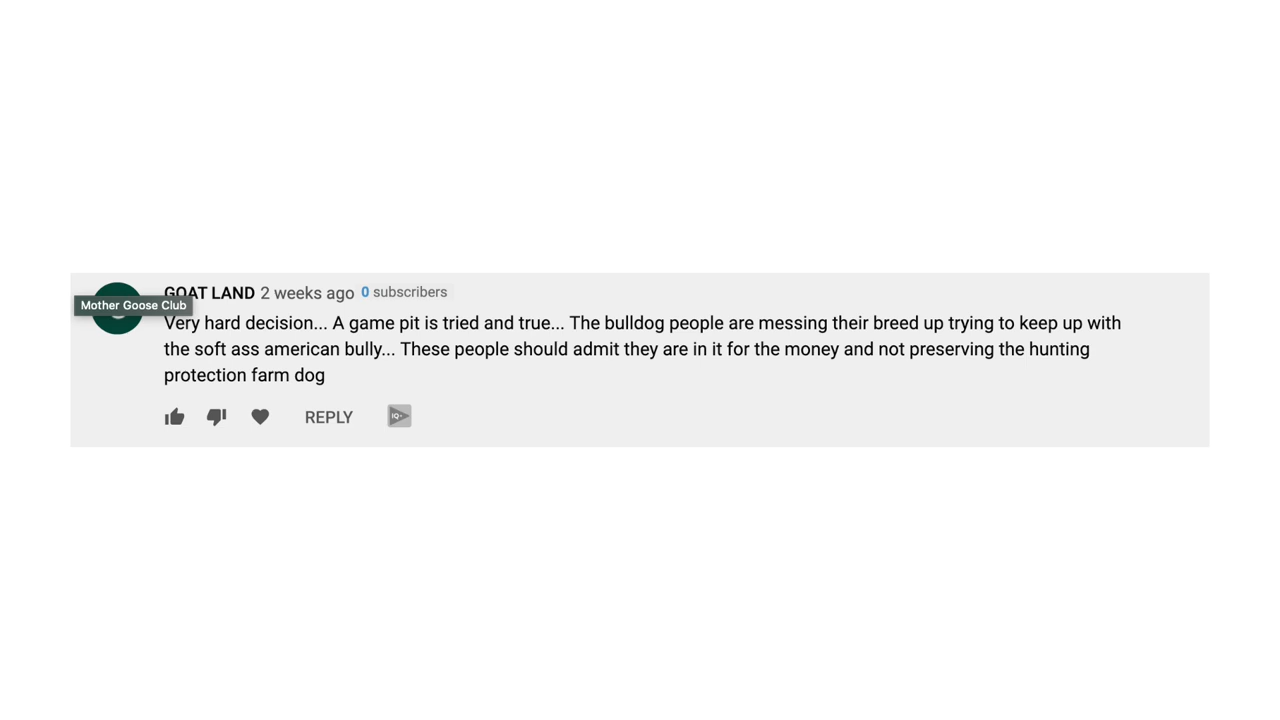 GOAT LAND 2 weeks ago 0 subscribers
Mother Goose Club
Very hard decision... A game pit is tried and true... The bulldog people are messing their breed up trying to keep up with
the soft ass american bully... These people should admit they are in it for the money and not preserving the hunting
protection farm dog
REPLY
IQ